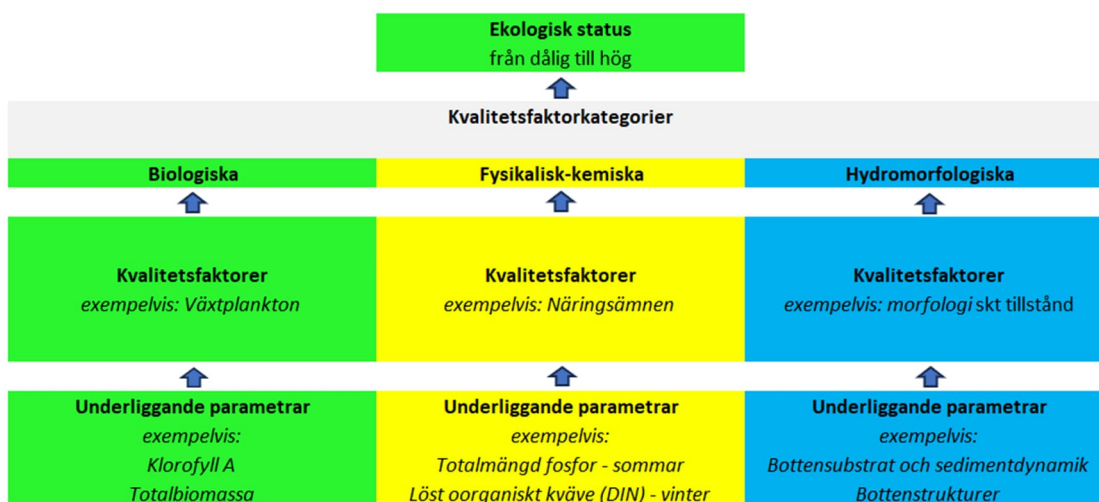 Ekologisk status
från dålig till hög
Kvalitetsfaktorkategorier
Biologiska
Fysikalisk-kemiska
Hydromorfologiska
Kvalitetsfaktorer
exempelvis: Växtplankton
Kvalitetsfaktorer
exempelvis: Näringsämnen
Kvalitetsfaktorer
exempelvis: morfologi skt tillstånd
Underliggande parametrar
exempelvis:
Klorofyll A
Totalbiomassa
Underliggande parametrar
exempelvis:
Totalmängd fosfor - sommar
Löst oorganiskt kväve (DIN) - vinter
Underliggande parametrar
exempelvis:
Bottensubstrat och sedimentdynamik
Bottenstrukturer